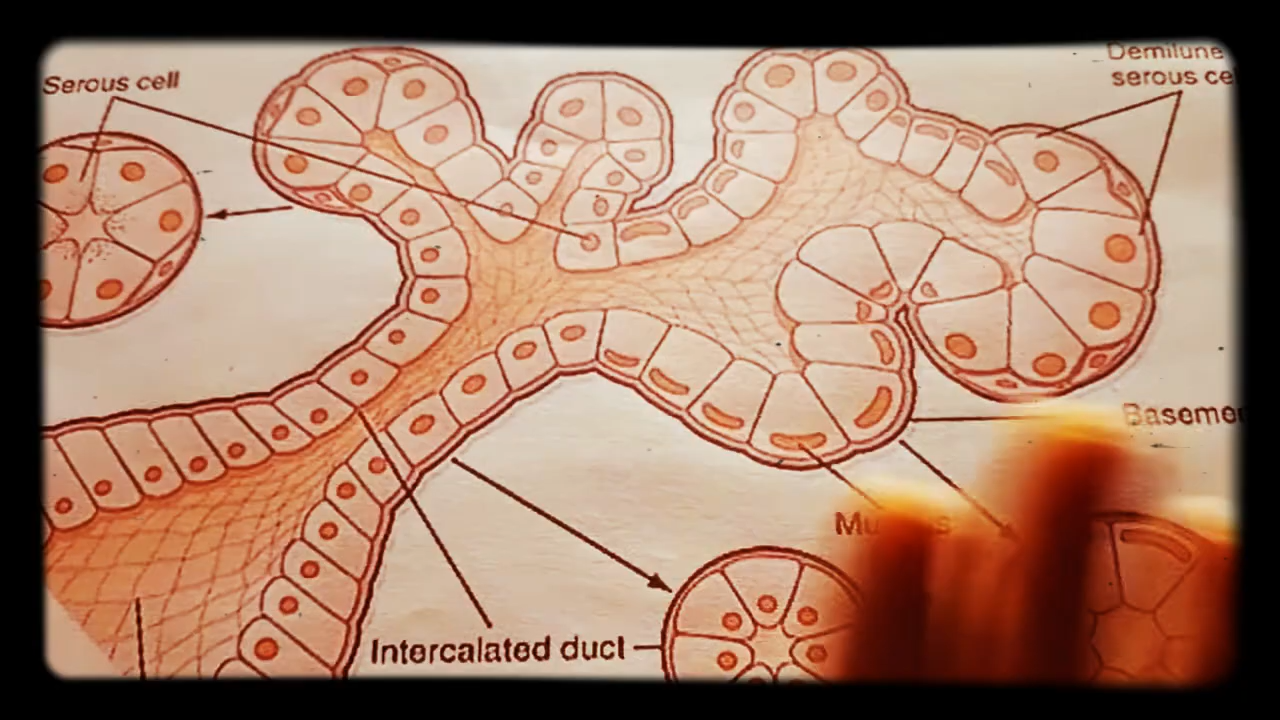 Serous cell
Demilune
serous ce
Basemen
Intercalated duct